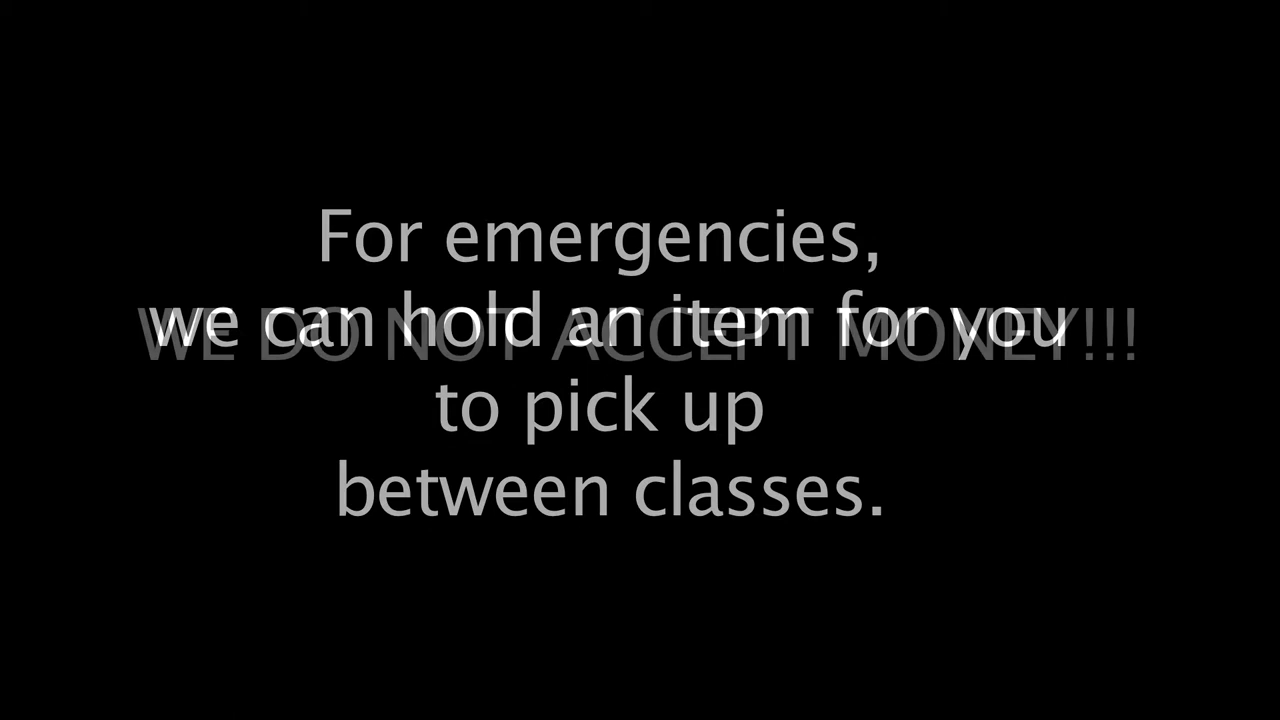 For emergencies,
we can hold an item for you
WE DO NOT ACCEPT MONEY!!!
to pick up
between classes.